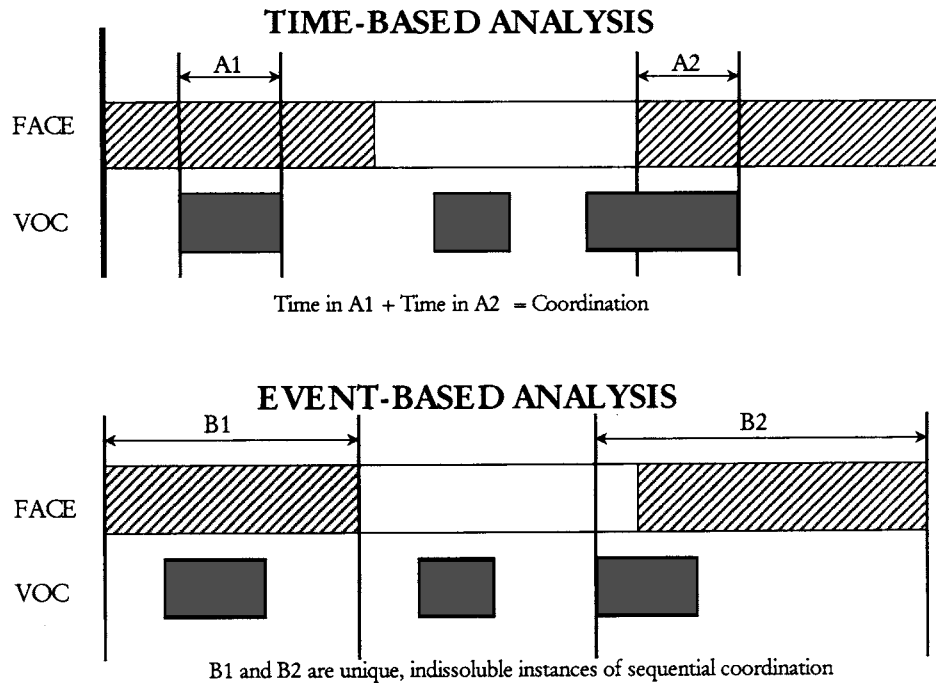 TIME-BASED ANALYSIS
A1
A2
FACE
VOC
Time in A1 + Time in A2 = Coordination
EVENT-BASED ANALYSIS
B1
B2
FACE
VOC
B1 and B2 are unique, indissoluble instances of sequential coordination